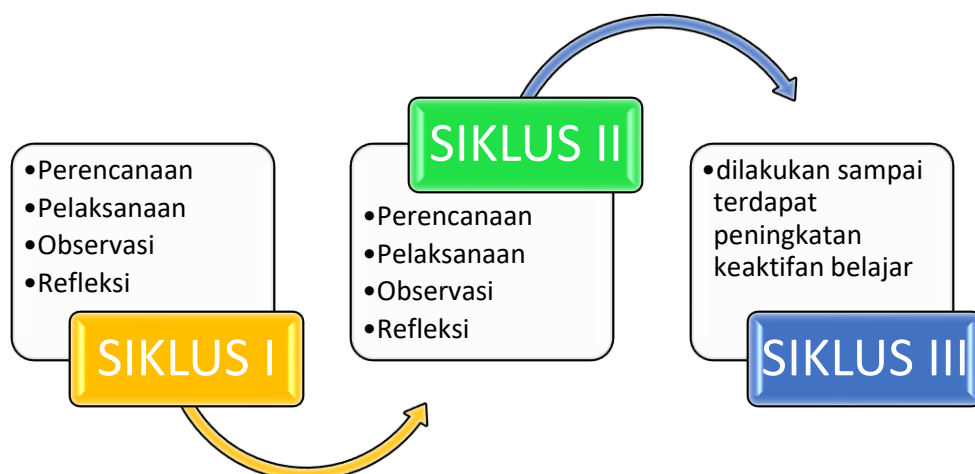 •Perencanaan
•Pelaksanaan
•Observasi
•Refleksi
SIKLUS I
SIKLUS II
•Perencanaan
•Pelaksanaan
•Observasi
•Refleksi
•dilakukan sampai
terdapat
peningkatan
keaktifan belajar
SIKLUS III